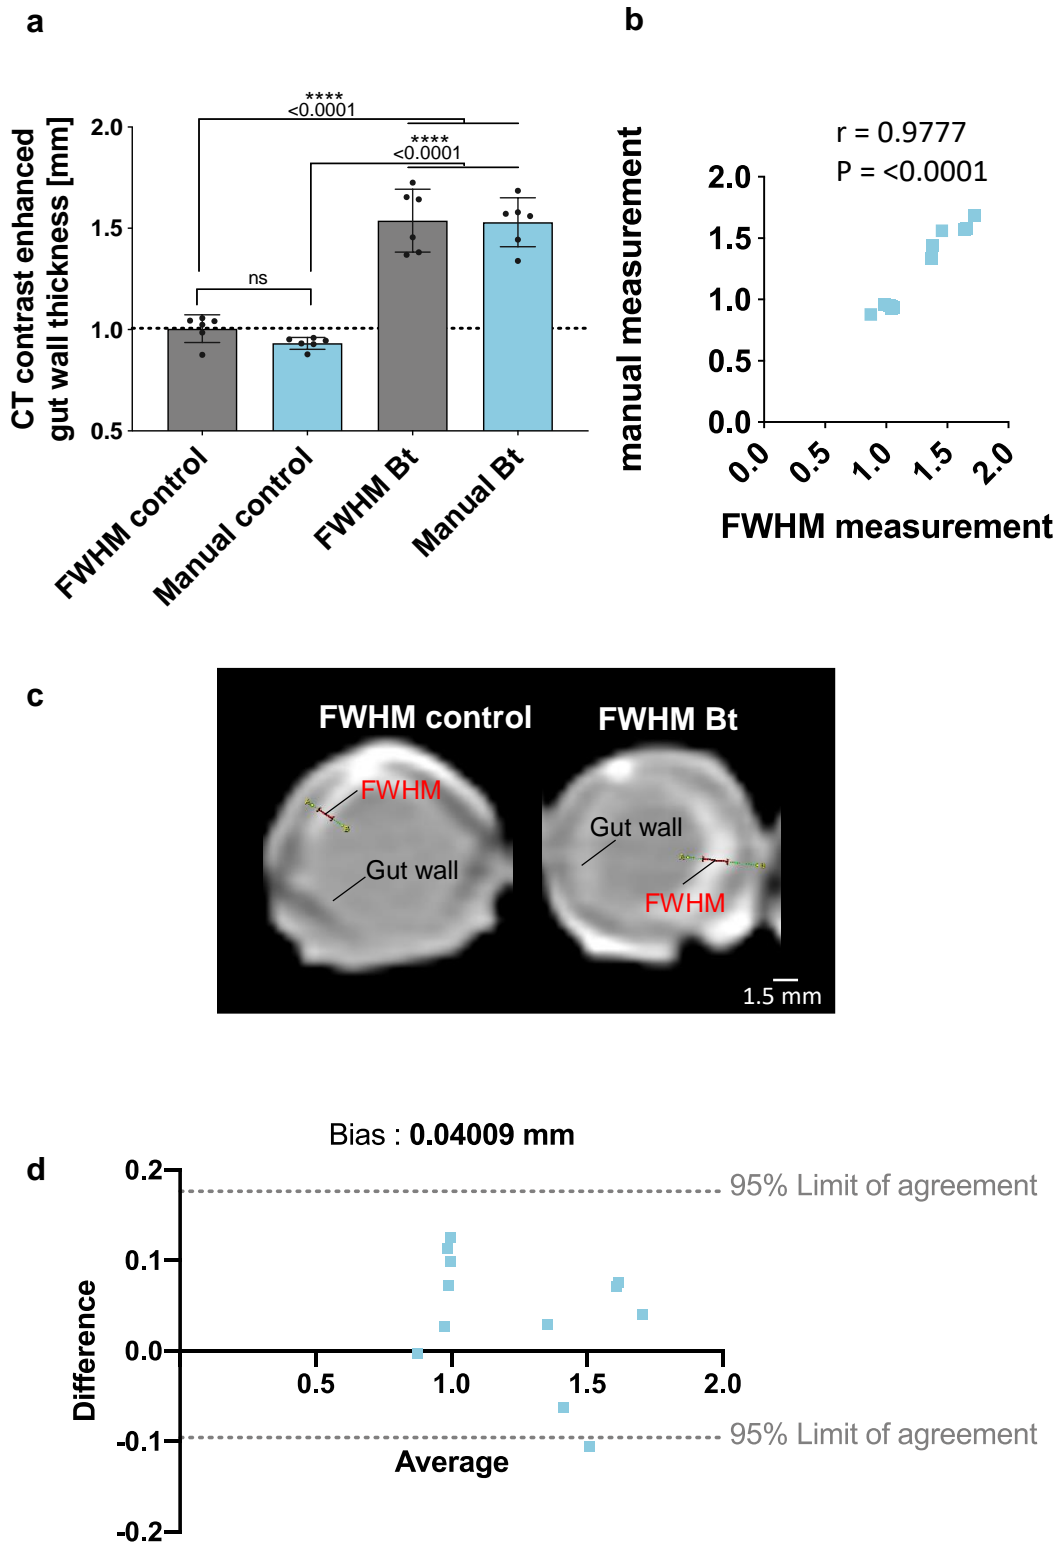 a
CT contrast enhanced
gut wall thickness [mm]
2.0
1.5
1.0
0.5
****
<0.0001
****
<0.0001
ns
FWHM control
Manual control
FWHM Bt
Manual Bt
b
r = 0.9777
P = <0.0001
manual measurement
2.0
1.5
1.0
0.5
0.0
0.0
0.5
1.0
1.5
2.0
FWHM measurement
c
FWHM control
FWHM Bt
FWHM
Gut wall
Gut wall
FWHM
1.5 mm
d
Bias : 0.04009 mm
Difference
0.2
0.1
0.0
-0.1
-0.2
0.5
1.0
1.5
2.0
95% Limit of agreement
95% Limit of agreement
Average